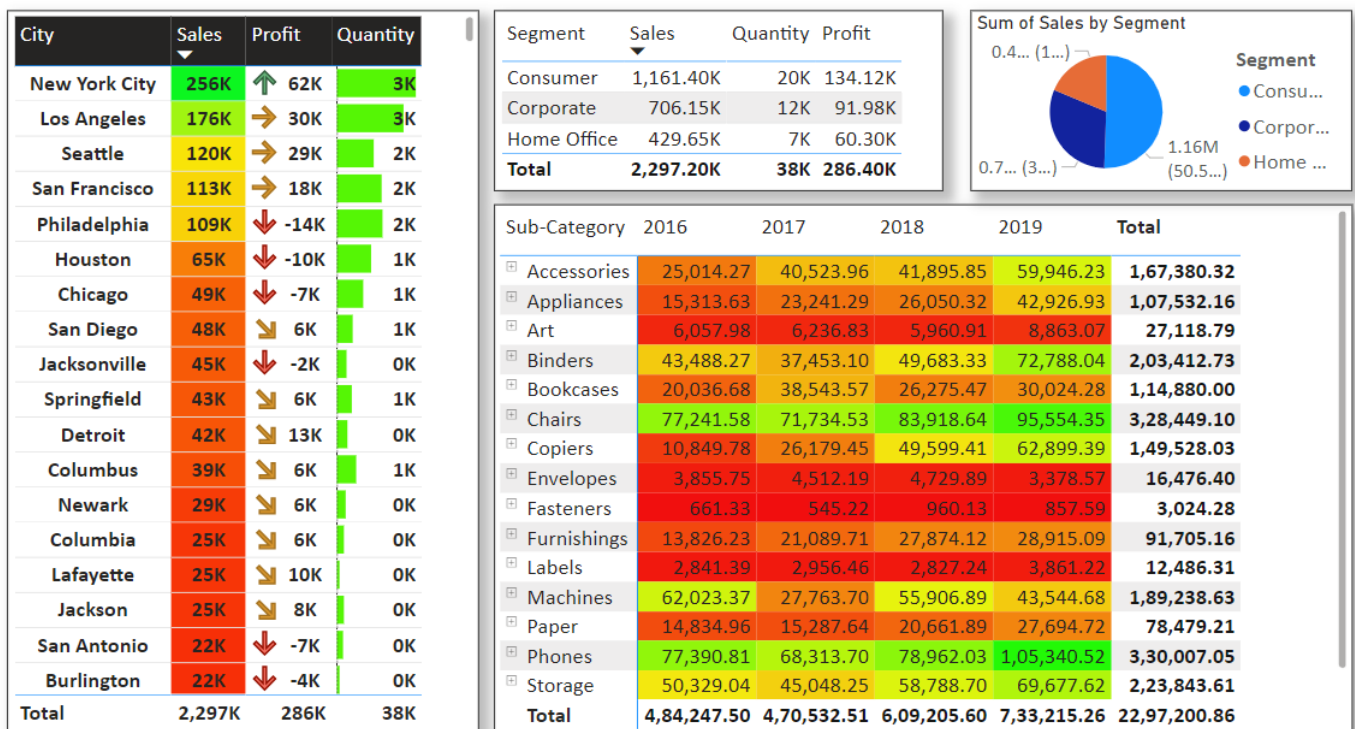 City Sales Profit Quantity
New York City 256K 62K 3K
Los Angeles 176K 30K 3K
Seattle 120K 29K 2K
San Francisco 113K 18K 2K
Philadelphia 109K -14K 2K
Houston 65K -10K 1K
Chicago 49K -7K 1K
San Diego 48K 6K 1K
Jacksonville 45K -2K 0K
Springfield 43K 6K 1K
Detroit 42K 13K 0K
Columbus 39K 6K 1K
Newark 29K 6K 0K
Columbia 25K 6K 0K
Lafayette 25K 10K 0K
Jackson 25K 8K 0K
San Antonio 22K -7K 0K
Burlington 22K -4K 0K
Total 2,297K 286K 38K
Segment Sales Quantity Profit
Consumer 1,161.40K 20K 134.12K
Corporate 706.15K 12K 91.98K
Home Office 429.65K 7K 60.30K
Total 2,297.20K 38K 286.40K
Sum of Sales by Segment
0.4... (1...)
0.7... (3...)
1.16M
(50.5...)
Segment
Consu...
Corpor...
Home ...
Sub-Category 2016 2017 2018 2019 Total
Accessories 25,014.27 40,523.96 41,895.85 59,946.23 1,67,380.32
Appliances 15,313.63 23,241.29 26,050.32 42,926.93 1,07,532.16
Art 6,057.98 6,236.83 5,960.91 8,863.07 27,118.79
Binders 43,488.27 37,453.10 49,683.33 72,788.04 2,03,412.73
Bookcases 20,036.68 38,543.57 26,275.47 30,024.28 1,14,880.00
Chairs 77,241.58 71,734.53 83,918.64 95,554.35 3,28,449.10
Copiers 10,849.78 26,179.45 49,599.41 62,899.39 1,49,528.03
Envelopes 3,855.75 4,512.19 4,729.89 3,378.57 16,476.40
Fasteners 661.33 545.22 960.13 857.59 3,024.28
Furnishings 13,826.23 21,089.71 27,874.12 28,915.09 91,705.16
Labels 2,841.39 2,956.46 2,827.24 3,861.22 12,486.31
Machines 62,023.37 27,763.70 55,906.89 43,544.68 1,89,238.63
Paper 14,834.96 15,287.64 20,661.89 27,694.72 78,479.21
Phones 77,390.81 68,313.70 78,962.03 1,05,340.52 3,30,007.05
Storage 50,329.04 45,048.25 58,788.70 69,677.62 2,23,843.61
Total 4,84,247.50 4,70,532.51 6,09,205.60 7,33,215.26 22,97,200.86